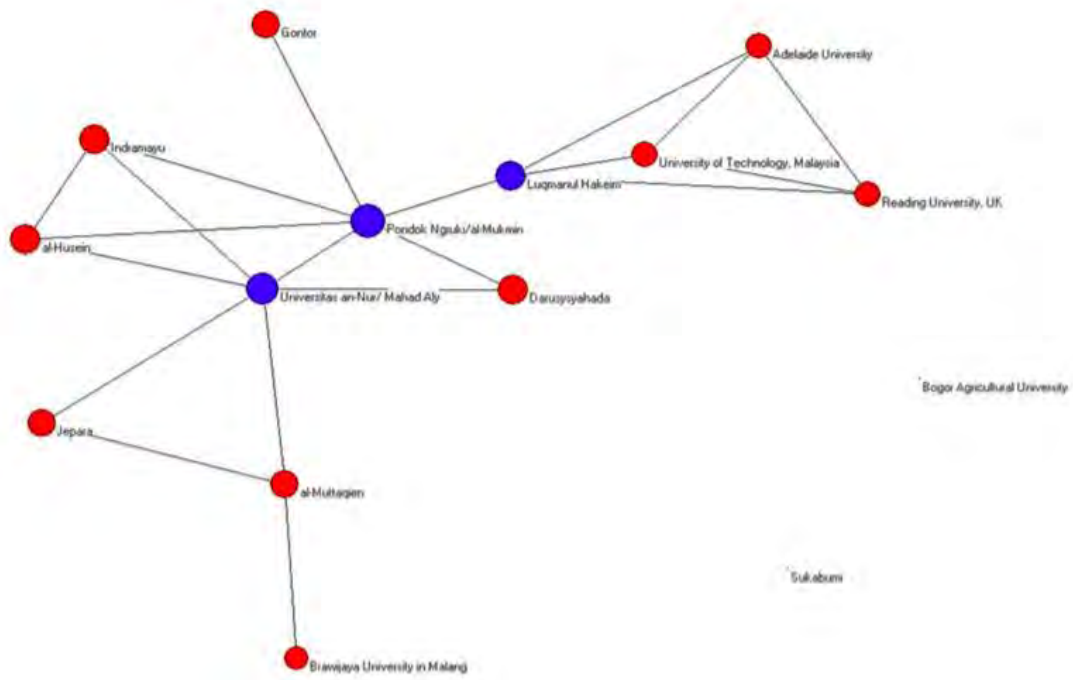 Gontor
Adelaide University
Indramayu
University of Technology, Malaysia
Luqmanul Hakeim
Reading University, UK
Pondok Ngruki/al-Mukmin
al-Husein
Universitas an-Nur/ Mahad Aly
Darusysyahada
Bogor Agricultural University
Jepara
al-Muttaqien
Sukabumi
Brawijaya University in Malang